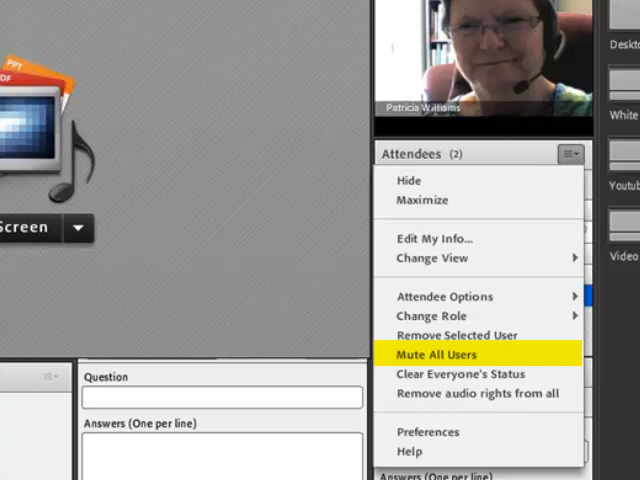 PPT
DF
Screen
Patricia Williams
Attendees (2)
Hide
Maximize
Edit My Info...
Change View
Attendee Options
Change Role
Remove Selected User
Mute All Users
Clear Everyone's Status
Remove audio rights from all
Preferences
Help
Question
Answers (One per line)
Answers (One per line)
Deskto
White
Youtub
Video